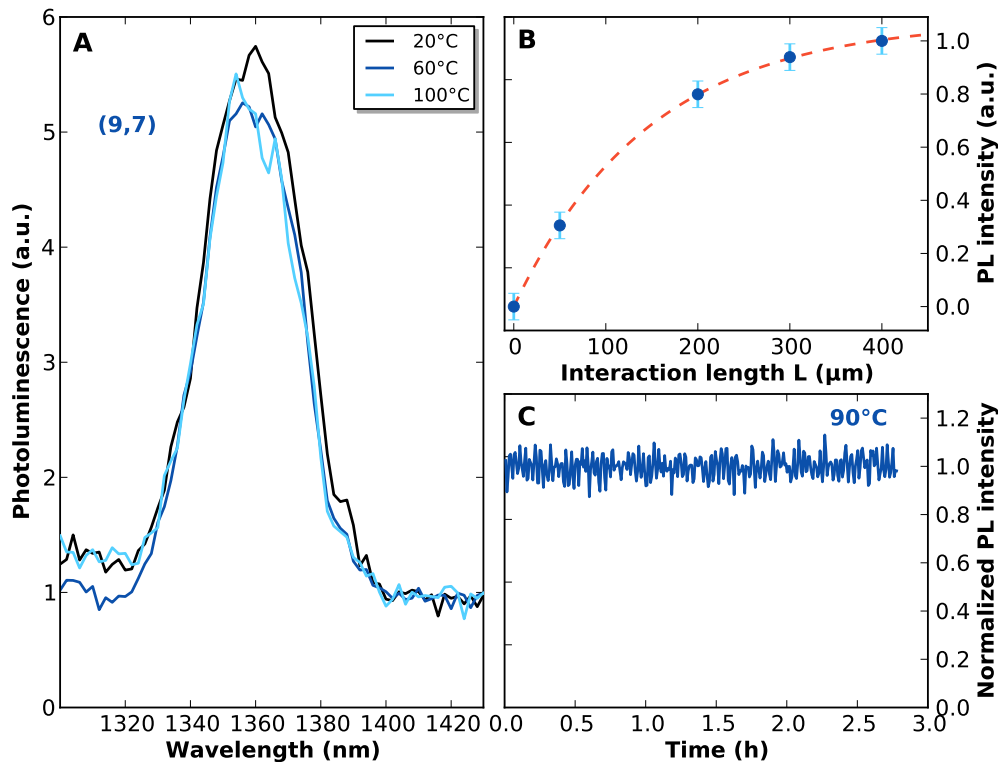 A
(9,7)
20°C
60°C
100°C
6
5
4
3
2
1
0
Photoluminescence (a.u.)
1320 1340 1360 1380 1400 1420
Wavelength (nm)
B
1.0
0.8
0.6
0.4
0.2
0.0
PL intensity (a.u.)
0 100 200 300 400
Interaction length L (µm)
C
90°C
1.2
1.0
0.8
0.6
0.4
0.2
0.0
Normalized PL intensity
0.0 0.5 1.0 1.5 2.0 2.5 3.0
Time (h)